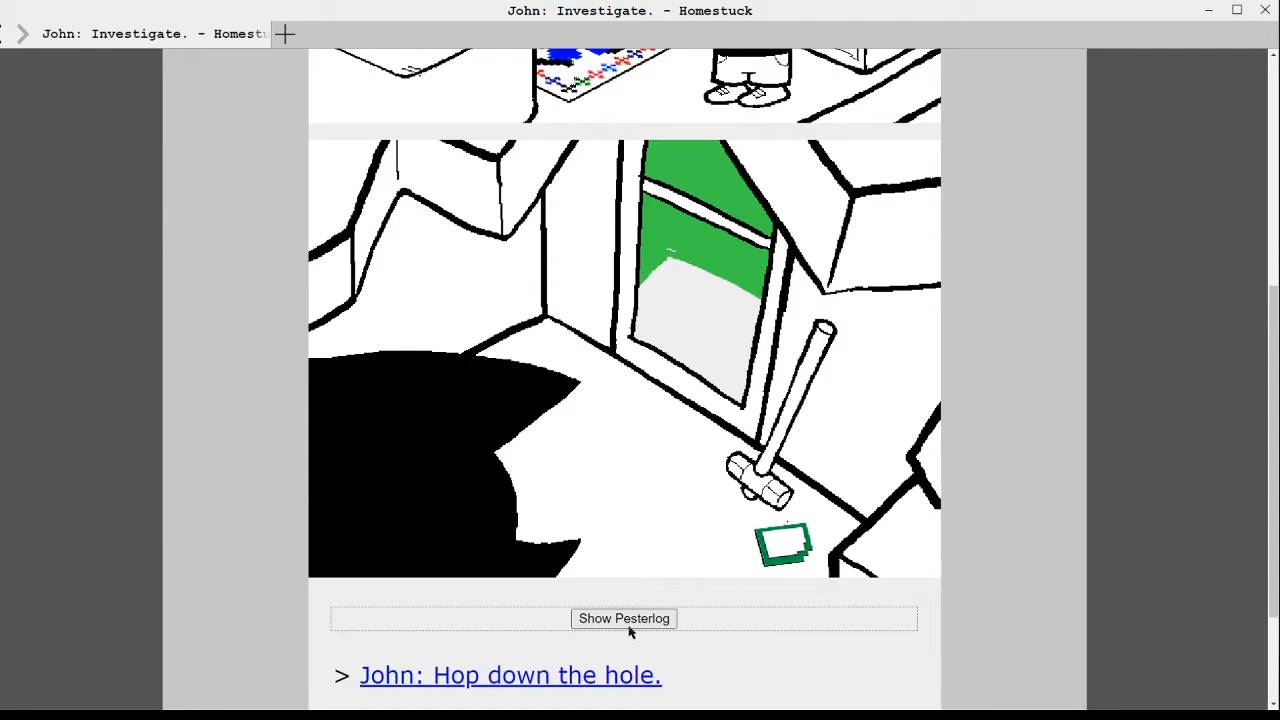 John: Investigate. - Homestuck
John: Investigate. - Homestu
Show Pesterlog
> John: Hop down the hole.